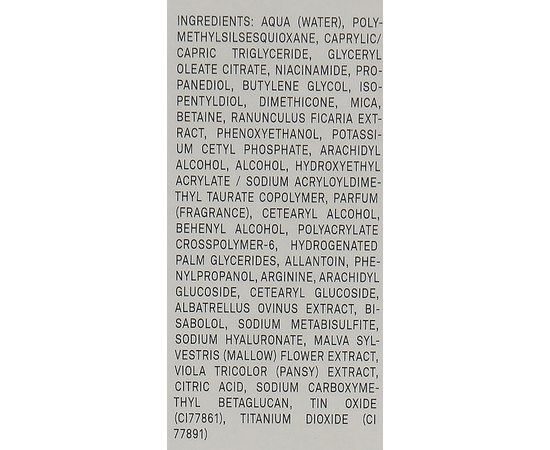 INGREDIENTS: AQUA (WATER), POLY-
METHYLSILSESQUIOXANE, CAPRYLIC/
CAPRIC TRIGLYCERIDE, GLYCERYL
OLEATE CITRATE, NIACINAMIDE, PRO-
PANEDIOL, BUTYLENE GLYCOL, ISO-
PENTYLDIOL, DIMETHICONE, MICA,
BETAINE, RANUNCULUS FICARIA EXT-
RACT, PHENOXYETHANOL, POTASSI-
UM CETYL PHOSPHATE, ARACHIDYL
ALCOHOL, ALCOHOL, HYDROXYETHYL
ACRYLATE / SODIUM ACRYLOYLDIME-
THYL TAURATE COPOLYMER, PARFUM
(FRAGRANCE), CETEARYL ALCOHOL,
BEHENYL ALCOHOL, POLYACRYLATE
CROSSPOLYMER-6, HYDROGENATED
PALM GLYCERIDES, ALLANTOIN, PHE-
NYLPROPANOL, ARGININE, ARACHIDYL
GLUCOSIDE, CETEARYL GLUCOSIDE,
ALBATRELLUS OVINUS EXTRACT, BI-
SABOLOL, SODIUM METABISULFITE,
SODIUM HYALURONATE, MALVA SYL-
VESTRIS (MALLOW) FLOWER EXTRACT,
VIOLA TRICOLOR (PANSY) EXTRACT,
CITRIC ACID, SODIUM CARBOXYME-
THYL BETAGLUCAN, TIN OXIDE
(CI77861), TITANIUM DIOXIDE (CI
77891)